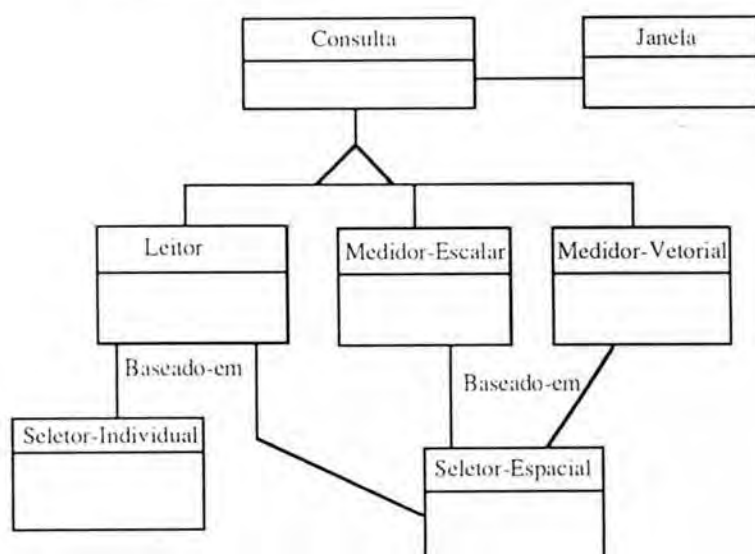 Consulta
Janela
Leitor
Medidor-Escalar
Medidor-Vetorial
Baseado-em
Baseado-em
Seletor-Individual
Seletor-Espacial